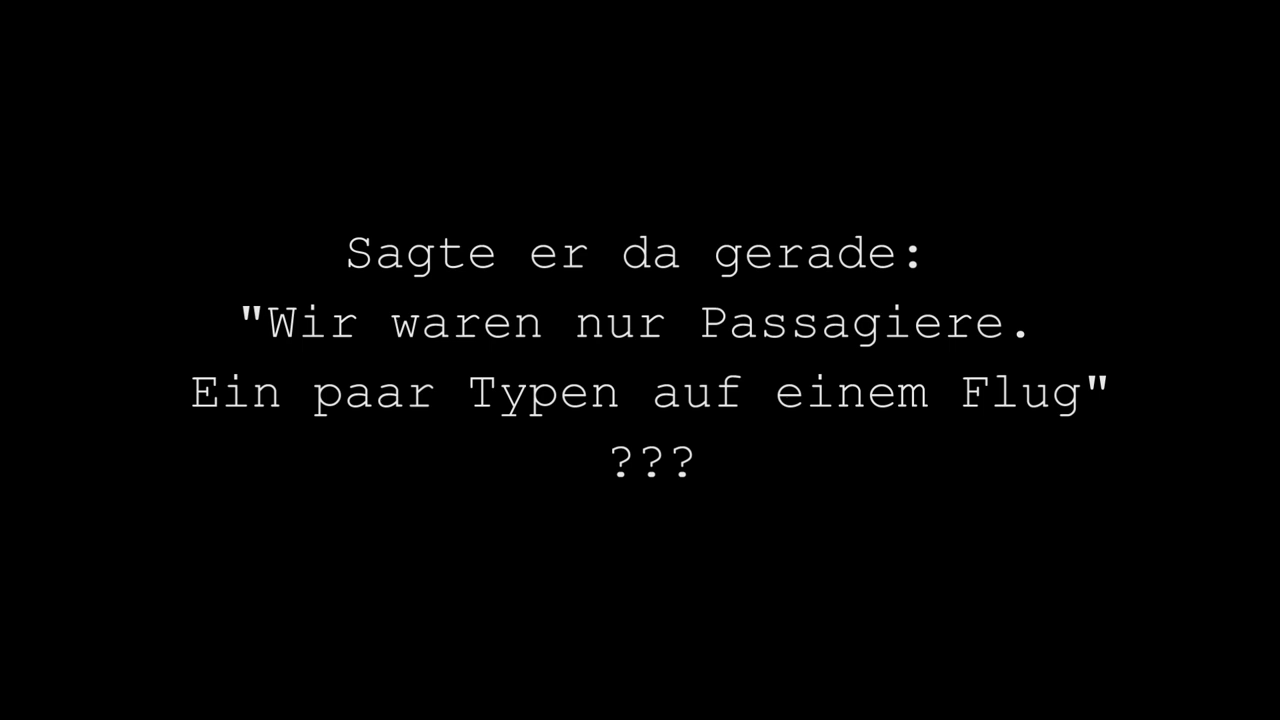 Sagte er da gerade:
"Wir waren nur Passagiere.
Ein paar Typen auf einem Flug"
???